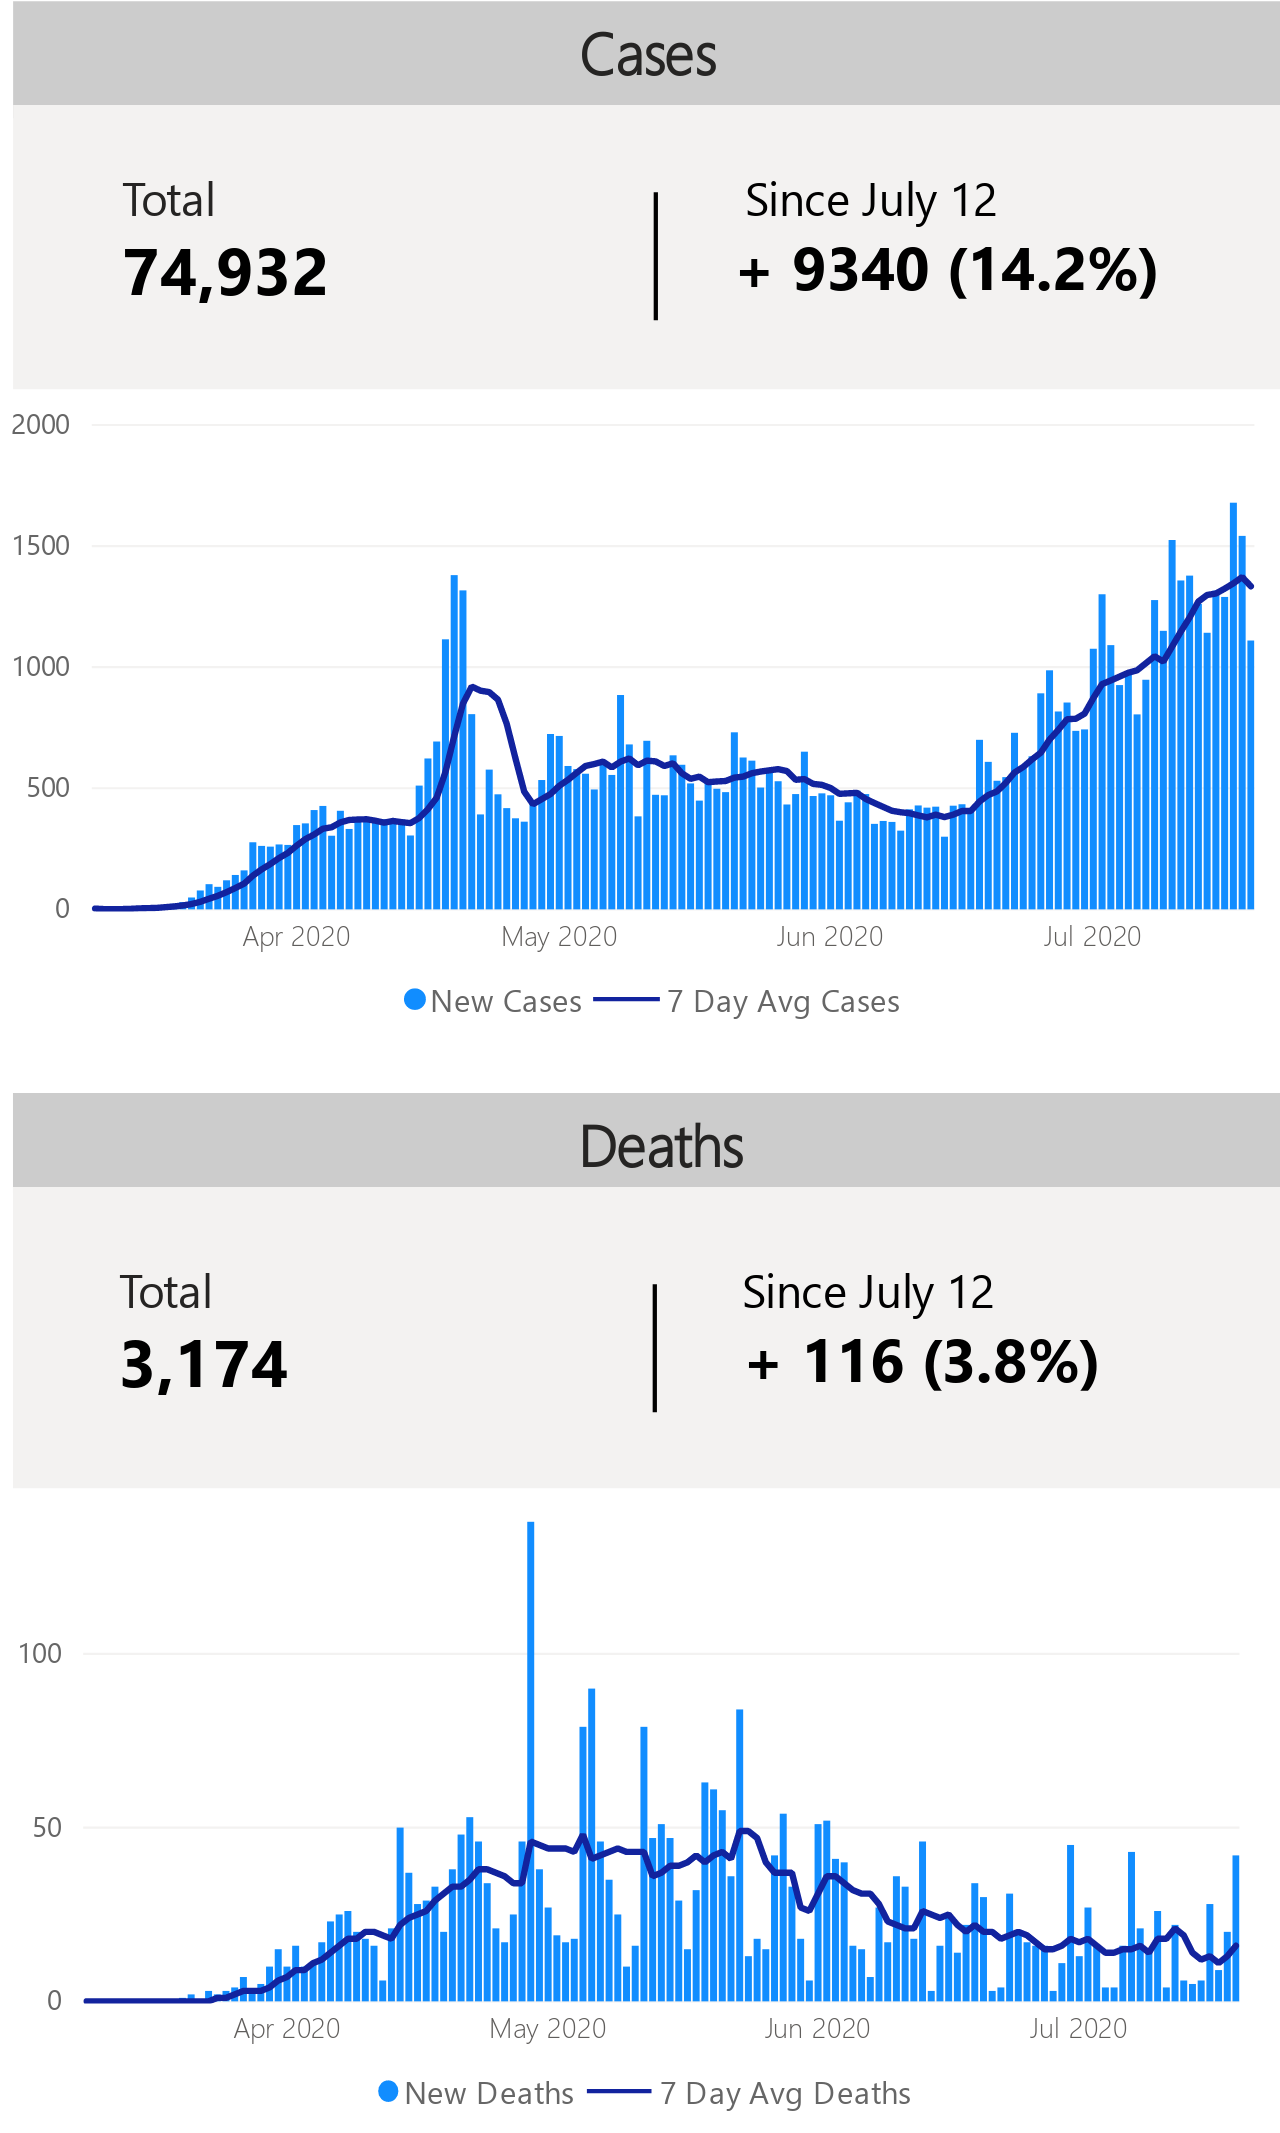 Cases
Total
Since July 12
74,932
+ 9340 (14.2%)
2000
1500
1000
500
0
Apr 2020
May 2020
Jun 2020
Jul 2020
New Cases
7 Day Avg Cases
Deaths
Total
Since July 12
3,174
+ 116 (3.8%)
100
50
0
Apr 2020
May 2020
Jun 2020
Jul 2020
New Deaths
7 Day Avg Deaths